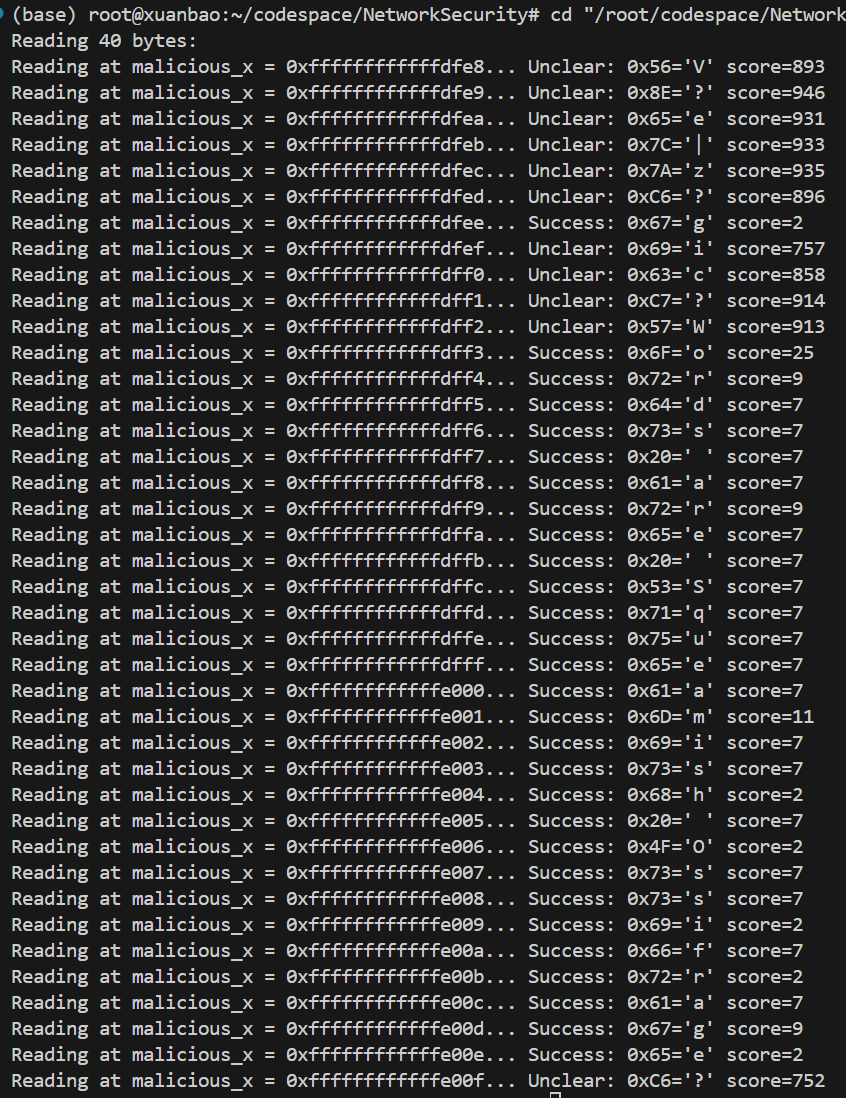 (base) root@xuanbao:~/codespace/NetworkSecurity# cd "/root/codespace/Network
Reading 40 bytes:
Reading at malicious_x = 0xffffffffffffdfe8... Unclear: 0x56='V' score=893
Reading at malicious_x = 0xffffffffffffdfe9... Unclear: 0x8E='?' score=946
Reading at malicious_x = 0xffffffffffffdfea... Unclear: 0x65='e' score=931
Reading at malicious_x = 0xffffffffffffdfeb... Unclear: 0x7C='|' score=933
Reading at malicious_x = 0xffffffffffffdfec... Unclear: 0x7A='z' score=935
Reading at malicious_x = 0xffffffffffffdfed... Unclear: 0xC6='?' score=896
Reading at malicious_x = 0xffffffffffffdfee... Success: 0x67='g' score=2
Reading at malicious_x = 0xffffffffffffdfef... Unclear: 0x69='i' score=757
Reading at malicious_x = 0xffffffffffffdff0... Unclear: 0x63='c' score=858
Reading at malicious_x = 0xffffffffffffdff1... Unclear: 0xC7='?' score=914
Reading at malicious_x = 0xffffffffffffdff2... Unclear: 0x57='W' score=913
Reading at malicious_x = 0xffffffffffffdff3... Success: 0x6F='o' score=25
Reading at malicious_x = 0xffffffffffffdff4... Success: 0x72='r' score=9
Reading at malicious_x = 0xffffffffffffdff5... Success: 0x64='d' score=7
Reading at malicious_x = 0xffffffffffffdff6... Success: 0x73='s' score=7
Reading at malicious_x = 0xffffffffffffdff7... Success: 0x20=' ' score=7
Reading at malicious_x = 0xffffffffffffdff8... Success: 0x61='a' score=7
Reading at malicious_x = 0xffffffffffffdff9... Success: 0x72='r' score=9
Reading at malicious_x = 0xffffffffffffdffa... Success: 0x65='e' score=7
Reading at malicious_x = 0xffffffffffffdffb... Success: 0x20=' ' score=7
Reading at malicious_x = 0xffffffffffffdffc... Success: 0x53='S' score=7
Reading at malicious_x = 0xffffffffffffdffd... Success: 0x71='q' score=7
Reading at malicious_x = 0xffffffffffffdffe... Success: 0x75='u' score=7
Reading at malicious_x = 0xffffffffffffdfff... Success: 0x65='e' score=7
Reading at malicious_x = 0xffffffffffffe000... Success: 0x61='a' score=7
Reading at malicious_x = 0xffffffffffffe001... Success: 0x6D='m' score=11
Reading at malicious_x = 0xffffffffffffe002... Success: 0x69='i' score=7
Reading at malicious_x = 0xffffffffffffe003... Success: 0x73='s' score=7
Reading at malicious_x = 0xffffffffffffe004... Success: 0x68='h' score=2
Reading at malicious_x = 0xffffffffffffe005... Success: 0x20=' ' score=7
Reading at malicious_x = 0xffffffffffffe006... Success: 0x4F='O' score=2
Reading at malicious_x = 0xffffffffffffe007... Success: 0x73='s' score=7
Reading at malicious_x = 0xffffffffffffe008... Success: 0x73='s' score=7
Reading at malicious_x = 0xffffffffffffe009... Success: 0x69='i' score=2
Reading at malicious_x = 0xffffffffffffe00a... Success: 0x66='f' score=7
Reading at malicious_x = 0xffffffffffffe00b... Success: 0x72='r' score=2
Reading at malicious_x = 0xffffffffffffe00c... Success: 0x61='a' score=7
Reading at malicious_x = 0xffffffffffffe00d... Success: 0x67='g' score=9
Reading at malicious_x = 0xffffffffffffe00e... Success: 0x65='e' score=2
Reading at malicious_x = 0xffffffffffffe00f... Unclear: 0xC6='?' score=752